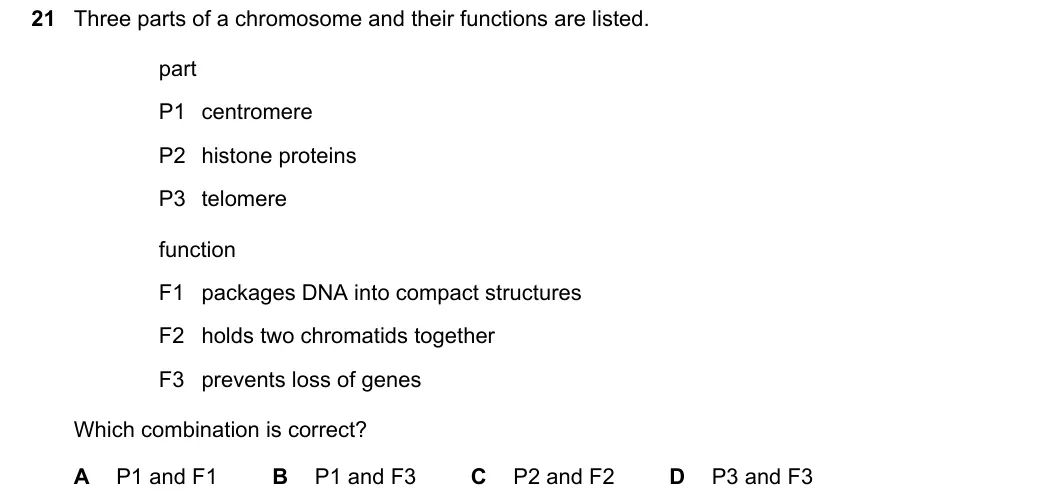 21 Three parts of a chromosome and their functions are listed.
part
P1 centromere
P2 histone proteins
P3 telomere
function
F1 packages DNA into compact structures
F2 holds two chromatids together
F3 prevents loss of genes
Which combination is correct?
A P1 and F1 B P1 and F3 C P2 and F2 D P3 and F3